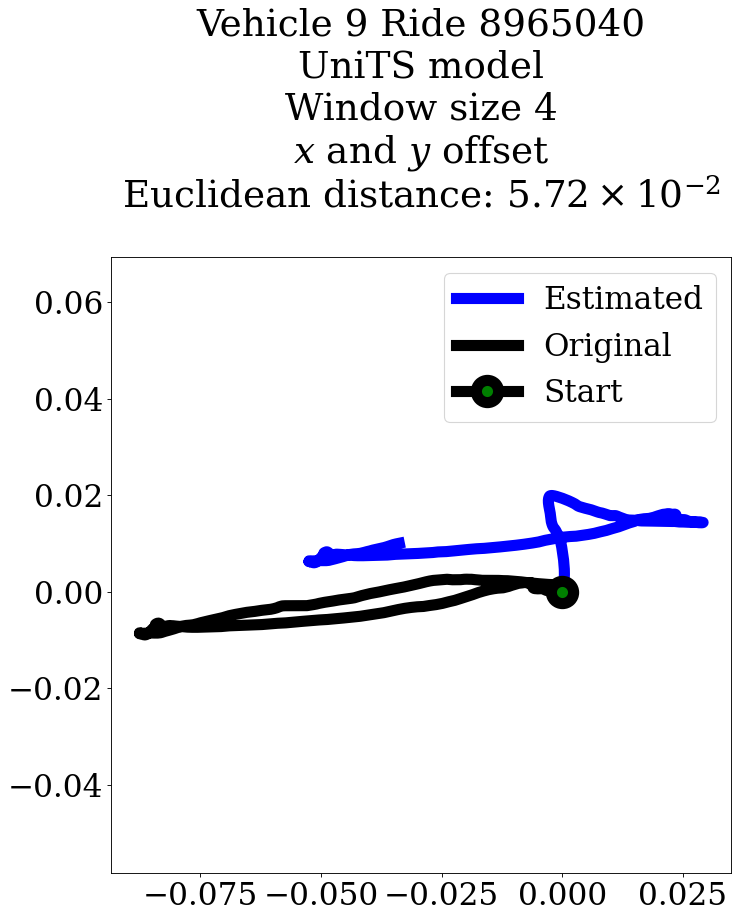 Vehicle 9 Ride 8965040
UniTS model
Window size 4
x and y offset
Euclidean distance: 5.72 × 10⁻²
Estimated
Original
Start
0.06
0.04
0.02
0.00
−0.02
−0.04
−0.075 −0.050 −0.025 0.000 0.025